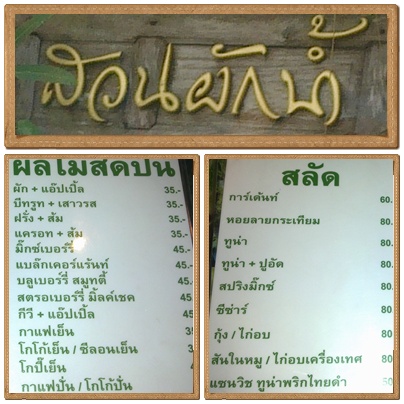 สวนผักน้ำ
ผลไม้สดปั่น
ผัก + แอ๊ปเปิ้ล 35.-
บีทรูท + เสาวรส 35.-
ฝรั่ง + ส้ม 35.-
แครอท + ส้ม 35.-
มิ๊กซ์เบอร์รี่ 45.-
แบล๊กเคอร์แร้นท์ 45.-
บลูเบอร์รี่ สมูทตี้ 45.-
สตรอเบอร์รี่ มิ้ลค์เชค 45.-
กีวี + แอ๊ปเปิ้ล 45.-
กาแฟเย็น
โกโก้เย็น / ซีลอนเย็น
โกปี๊เย็น
กาแฟปั่น / โกโก้ปั่น
สลัด
การ์เด้นท์ 60.
หอยลายกระเทียม 80.
ทูน่า 80.
ทูน่า + ปูอัด 80.
สปริงมิ๊กซ์ 80.
ซีซ่าร์ 80.
กุ้ง / ไก่อบ 80.
สันในหมู / ไก่อบเครื่องเทศ 80
แซนวิช ทูน่าพริกไทยดำ 50